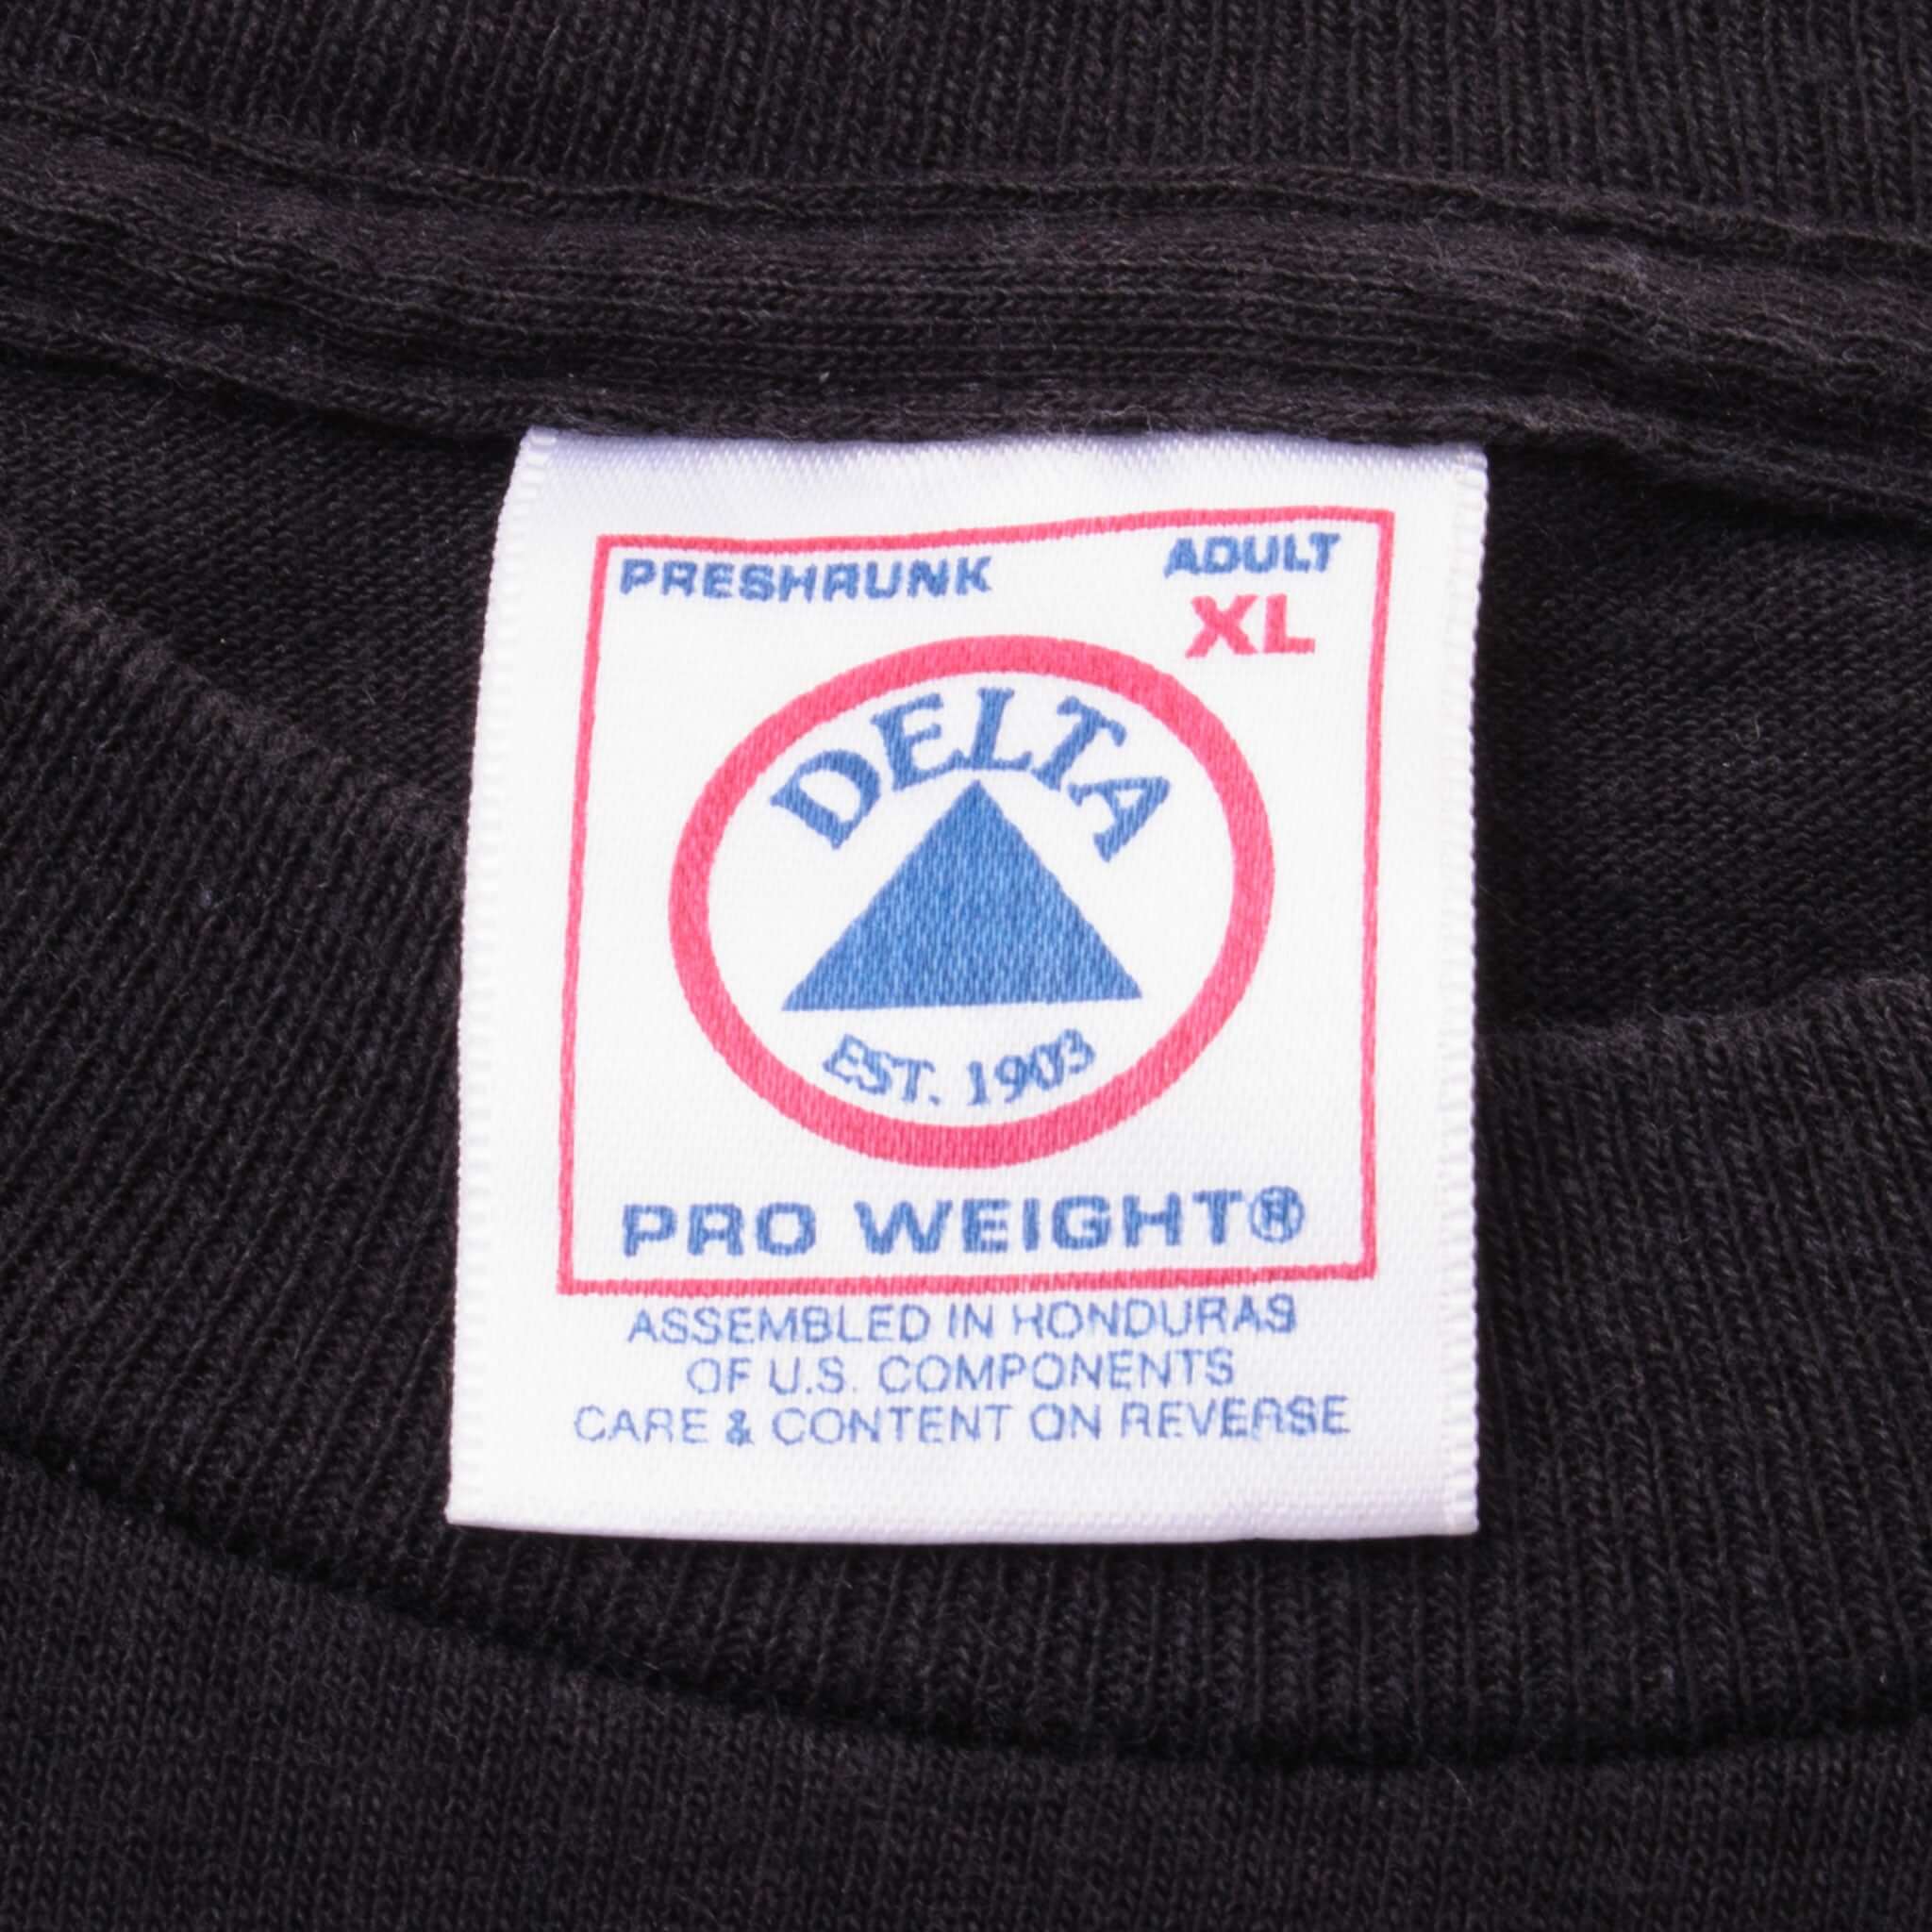 PRESHRUNK
ADULT
XL
DELTA
EST. 1903
PRO WEIGHT®
ASSEMBLED IN HONDURAS
OF U.S. COMPONENTS
CARE & CONTENT ON REVERSE